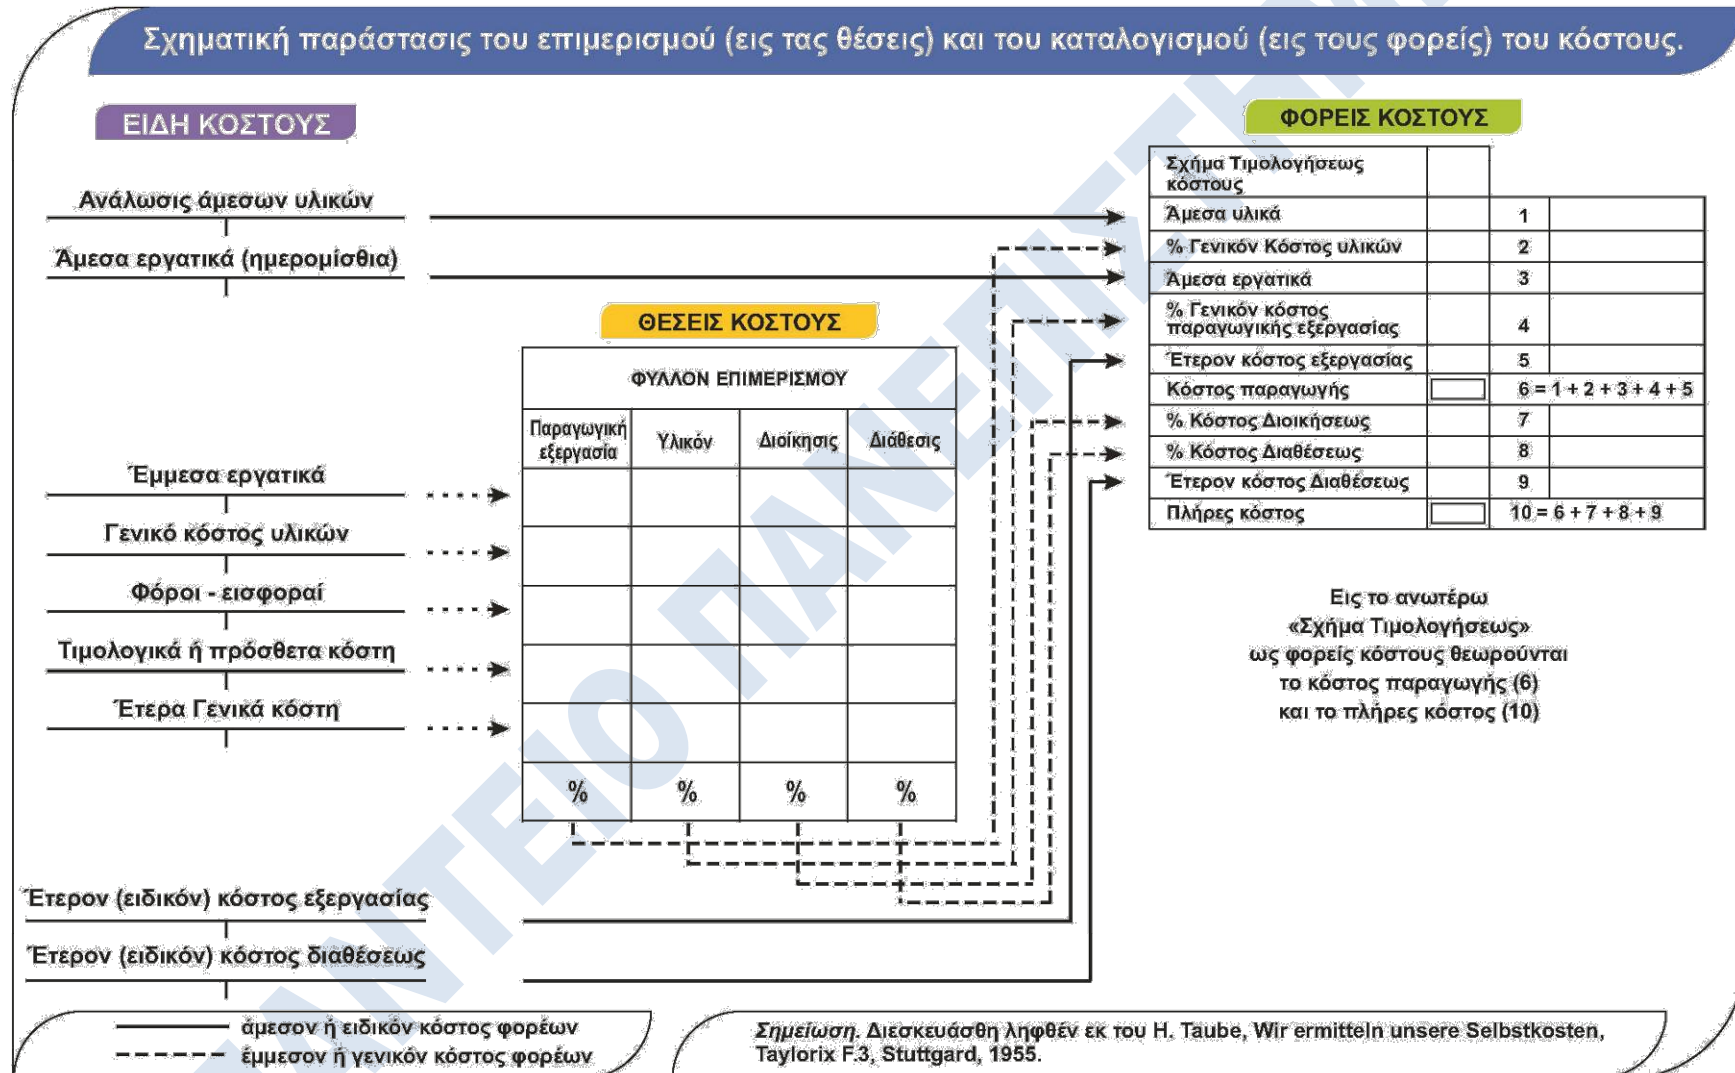 Σχηματική παράστασις του επιμερισμού (εις τας θέσεις) και του καταλογισμού (εις τους φορείς) του κόστους.
ΕΙΔΗ ΚΟΣΤΟΥΣ
Ανάλωσις άμεσων υλικών
Άμεσα εργατικά (ημερομίσθια)
ΘΕΣΕΙΣ ΚΟΣΤΟΥΣ
ΦΥΛΛΟΝ ΕΠΙΜΕΡΙΣΜΟΥ
Παραγωγική
εξεργασία
Υλικόν
Διοίκησις
Διάθεσις
Έμμεσα εργατικά
Γενικό κόστος υλικών
Φόροι - εισφοραί
Τιμολογικά ή πρόσθετα κόστη
Έτερα Γενικά κόστη
% % % %
Έτερον (ειδικόν) κόστος εξεργασίας
Έτερον (ειδικόν) κόστος διαθέσεως
ΦΟΡΕΙΣ ΚΟΣΤΟΥΣ
Σχήμα Τιμολογήσεως
κόστους
Άμεσα υλικά 1
% Γενικόν Κόστος υλικών 2
Άμεσα εργατικά 3
% Γενικόν κόστος
παραγωγικής εξεργασίας 4
Έτερον κόστος εξεργασίας 5
Κόστος παραγωγής 6 = 1 + 2 + 3 + 4 + 5
% Κόστος Διοικήσεως 7
% Κόστος Διαθέσεως 8
Έτερον κόστος Διαθέσεως 9
Πλήρες κόστος 10 = 6 + 7 + 8 + 9
Εις το ανωτέρω
«Σχήμα Τιμολογήσεως»
ως φορείς κόστους θεωρούνται
το κόστος παραγωγής (6)
και το πλήρες κόστος (10)
άμεσον ή ειδικόν κόστος φορέων
έμμεσον ή γενικόν κόστος φορέων
Σημείωση. Διεσκευάσθη ληφθέν εκ του H. Taube, Wir ermitteln unsere Selbstkosten,
Taylorix F.3, Stuttgard, 1955.
ΠΑΝΤΕΙΟ ΠΑΝΕΠΙΣΤΗΜ